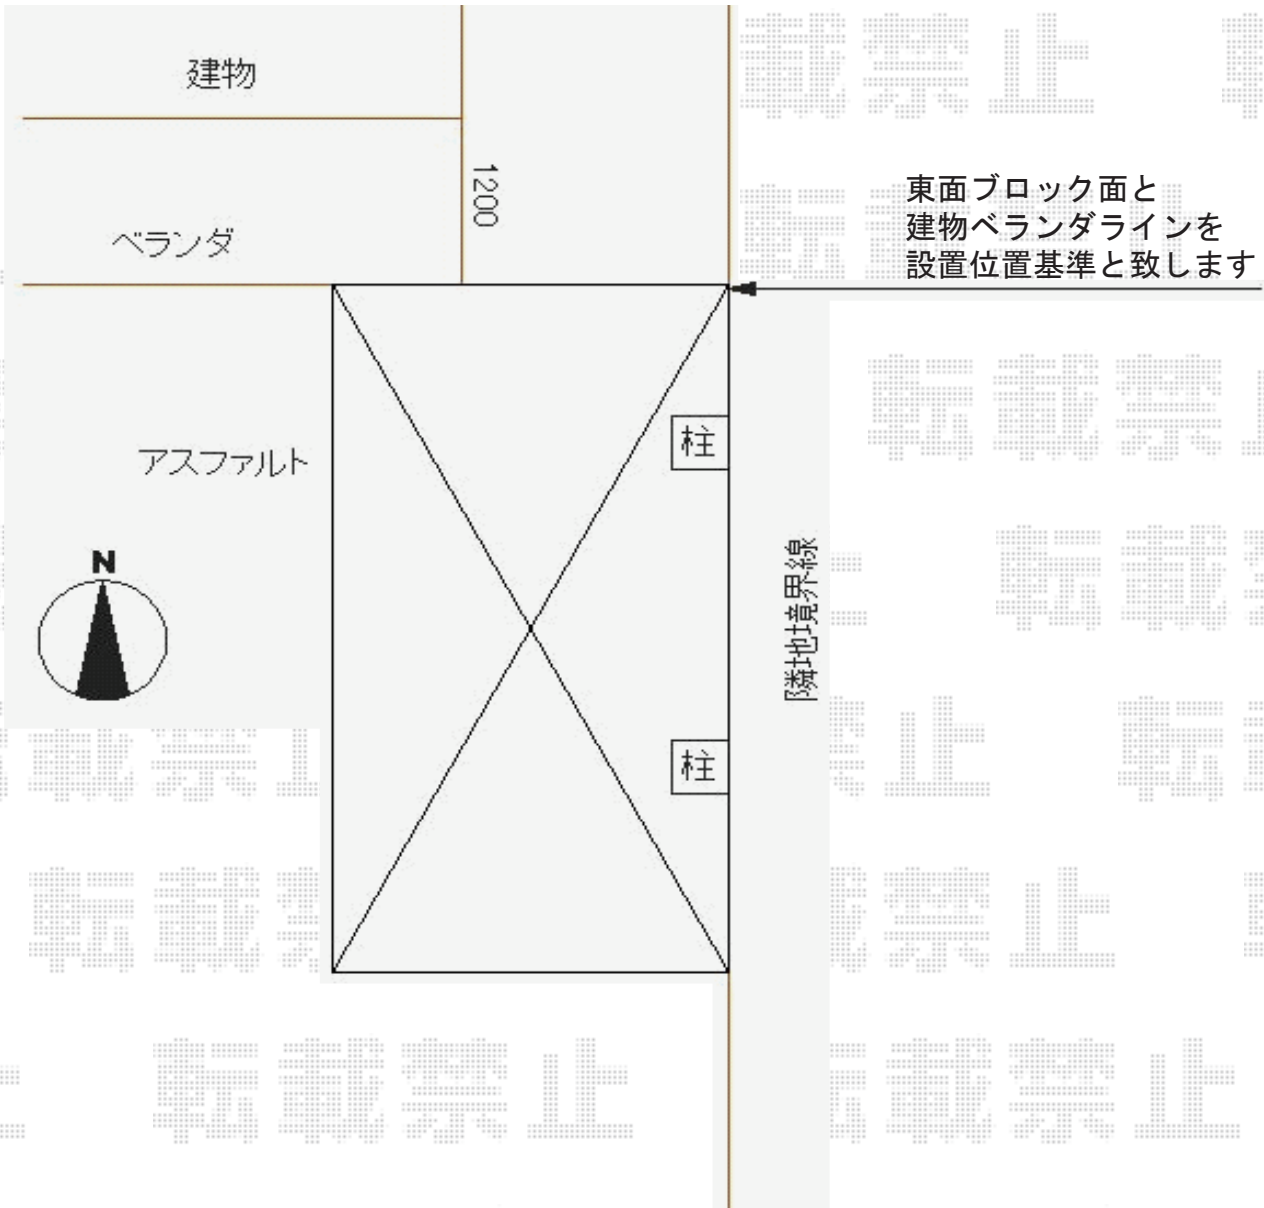 建物
1200
東面ブロック面と
建物ベランダラインを
設置位置基準と致します
ベランダ
柱
アスファルト
N
隣地境界線
柱
転載禁止